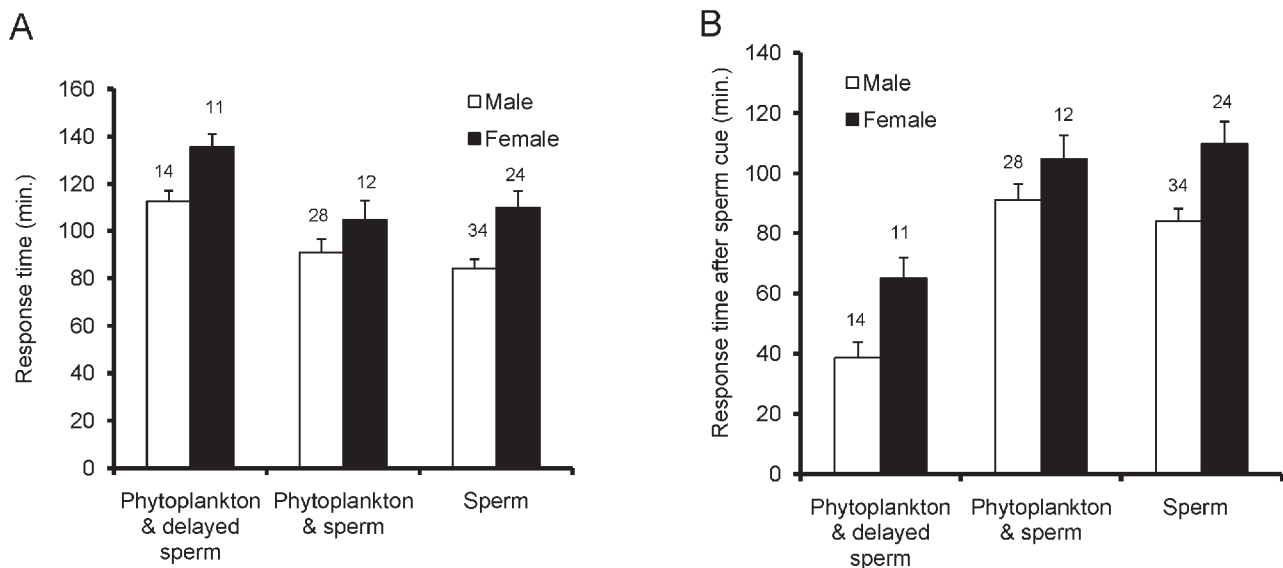 A
Response time (min.)
160
140
120
100
80
60
40
20
0
Male
Female
14
11
28
12
34
24
Phytoplankton
& delayed
sperm
Phytoplankton
& sperm
Sperm
B
Response time after sperm cue (min.)
140
120
100
80
60
40
20
0
Male
Female
14
11
28
12
34
24
Phytoplankton
& delayed
sperm
Phytoplankton
& sperm
Sperm